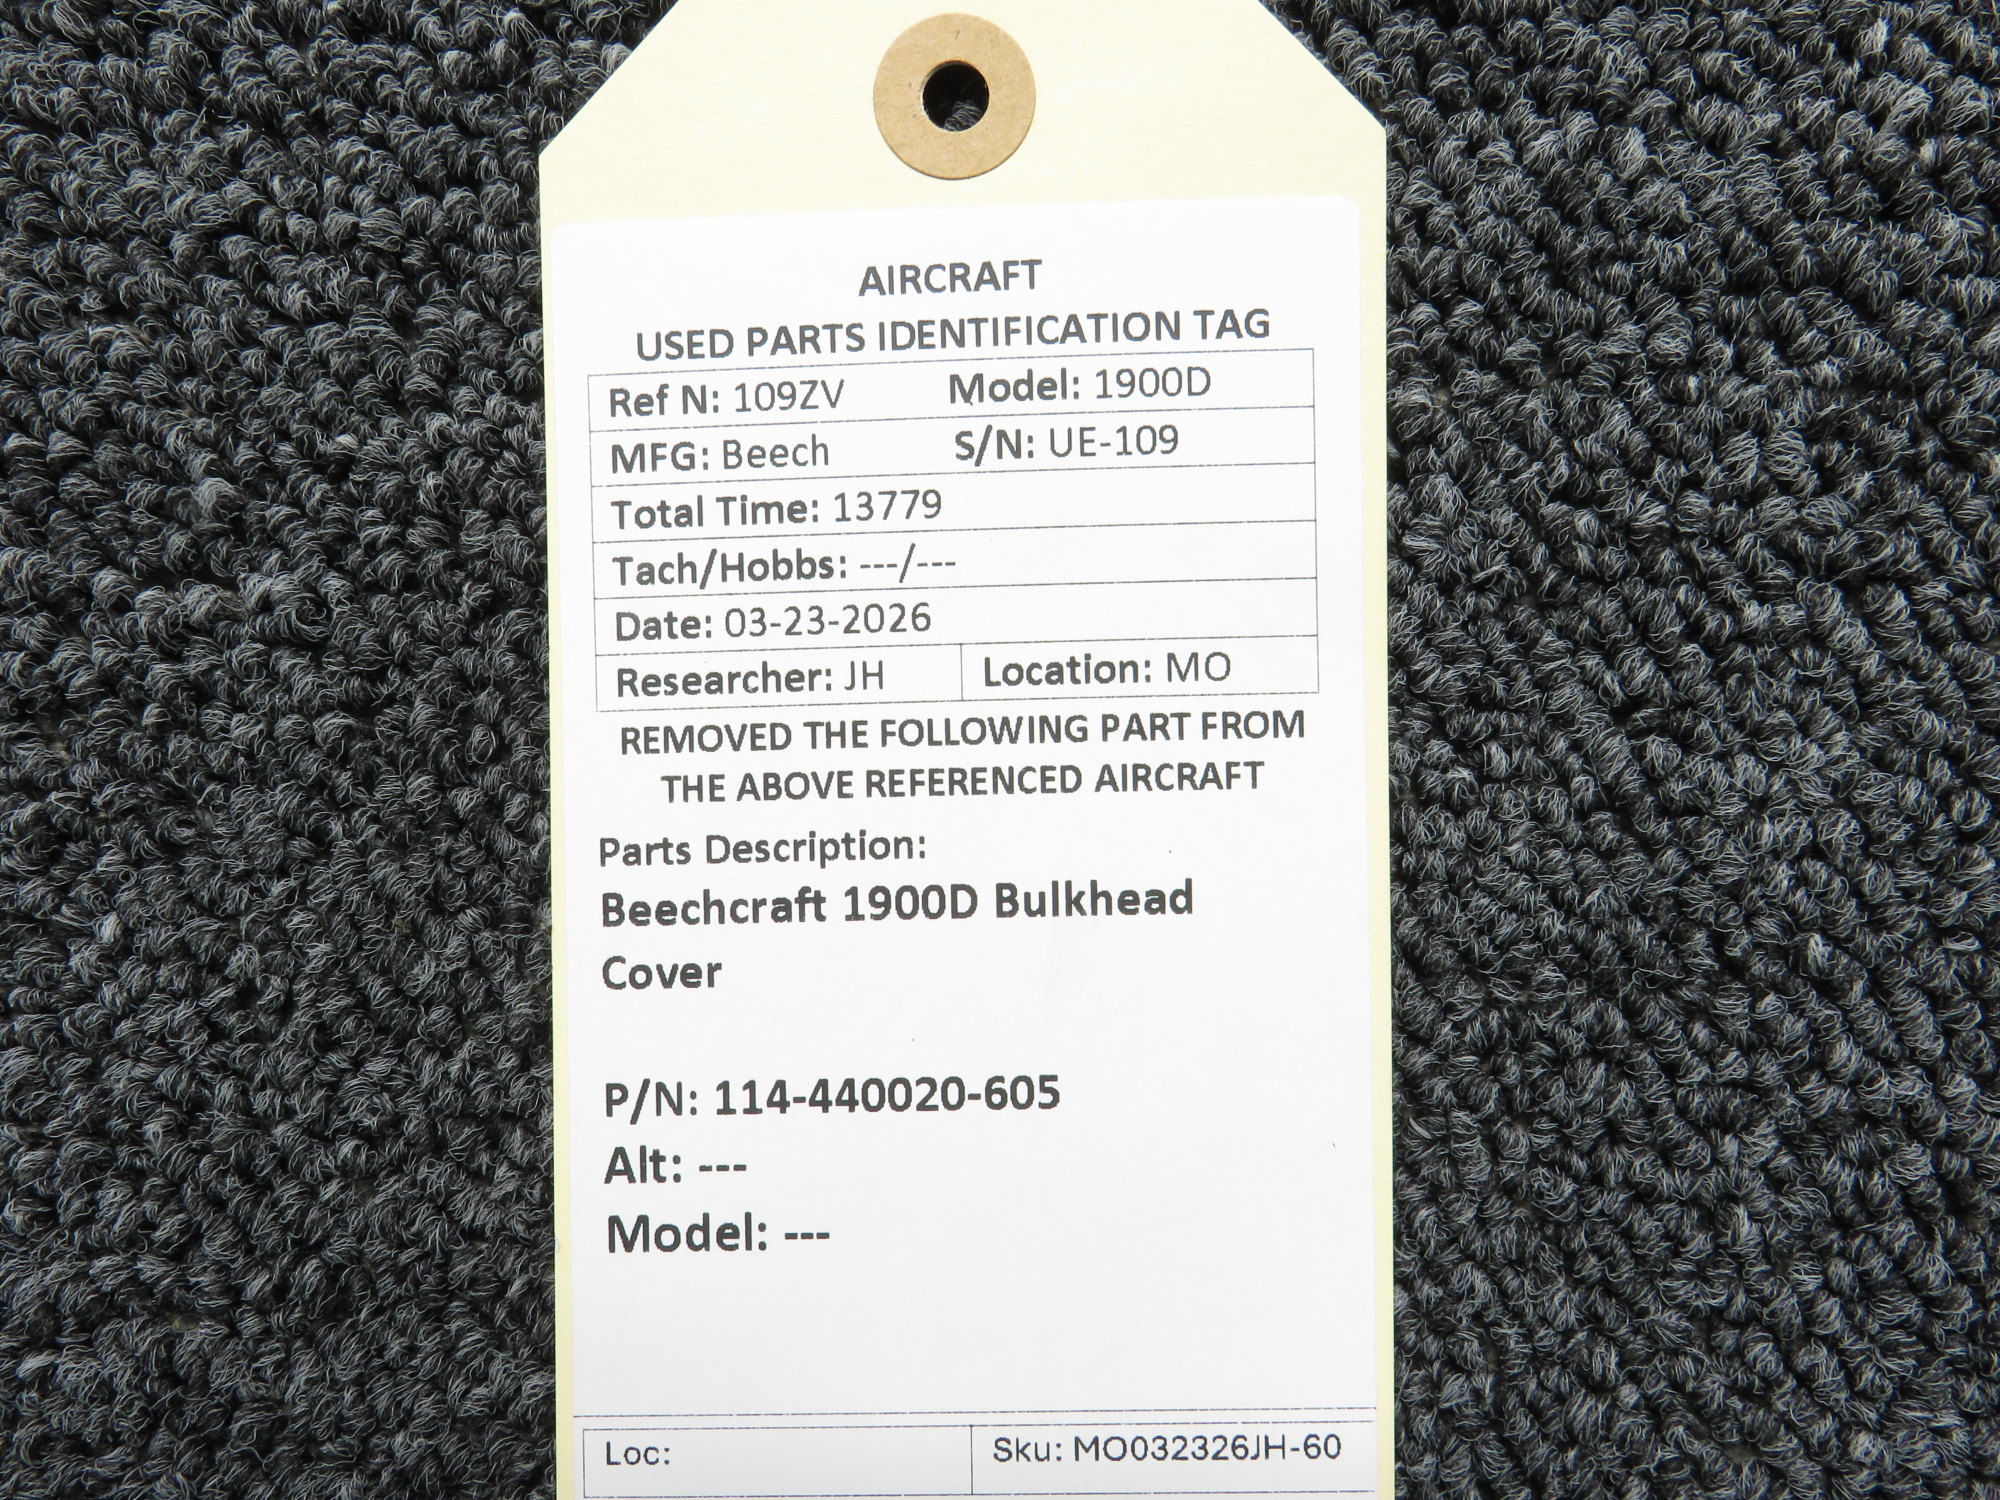 AIRCRAFT
USED PARTS IDENTIFICATION TAG
Ref N: 109ZV Model: 1900D
MFG: Beech S/N: UE-109
Total Time: 13779
Tach/Hobbs: ---/---
Date: 03-23-2026
Researcher: JH Location: MO
REMOVED THE FOLLOWING PART FROM
THE ABOVE REFERENCED AIRCRAFT
Parts Description:
Beechcraft 1900D Bulkhead
Cover
P/N: 114-440020-605
Alt: ---
Model: ---
Loc: Sku: MO032326JH-60